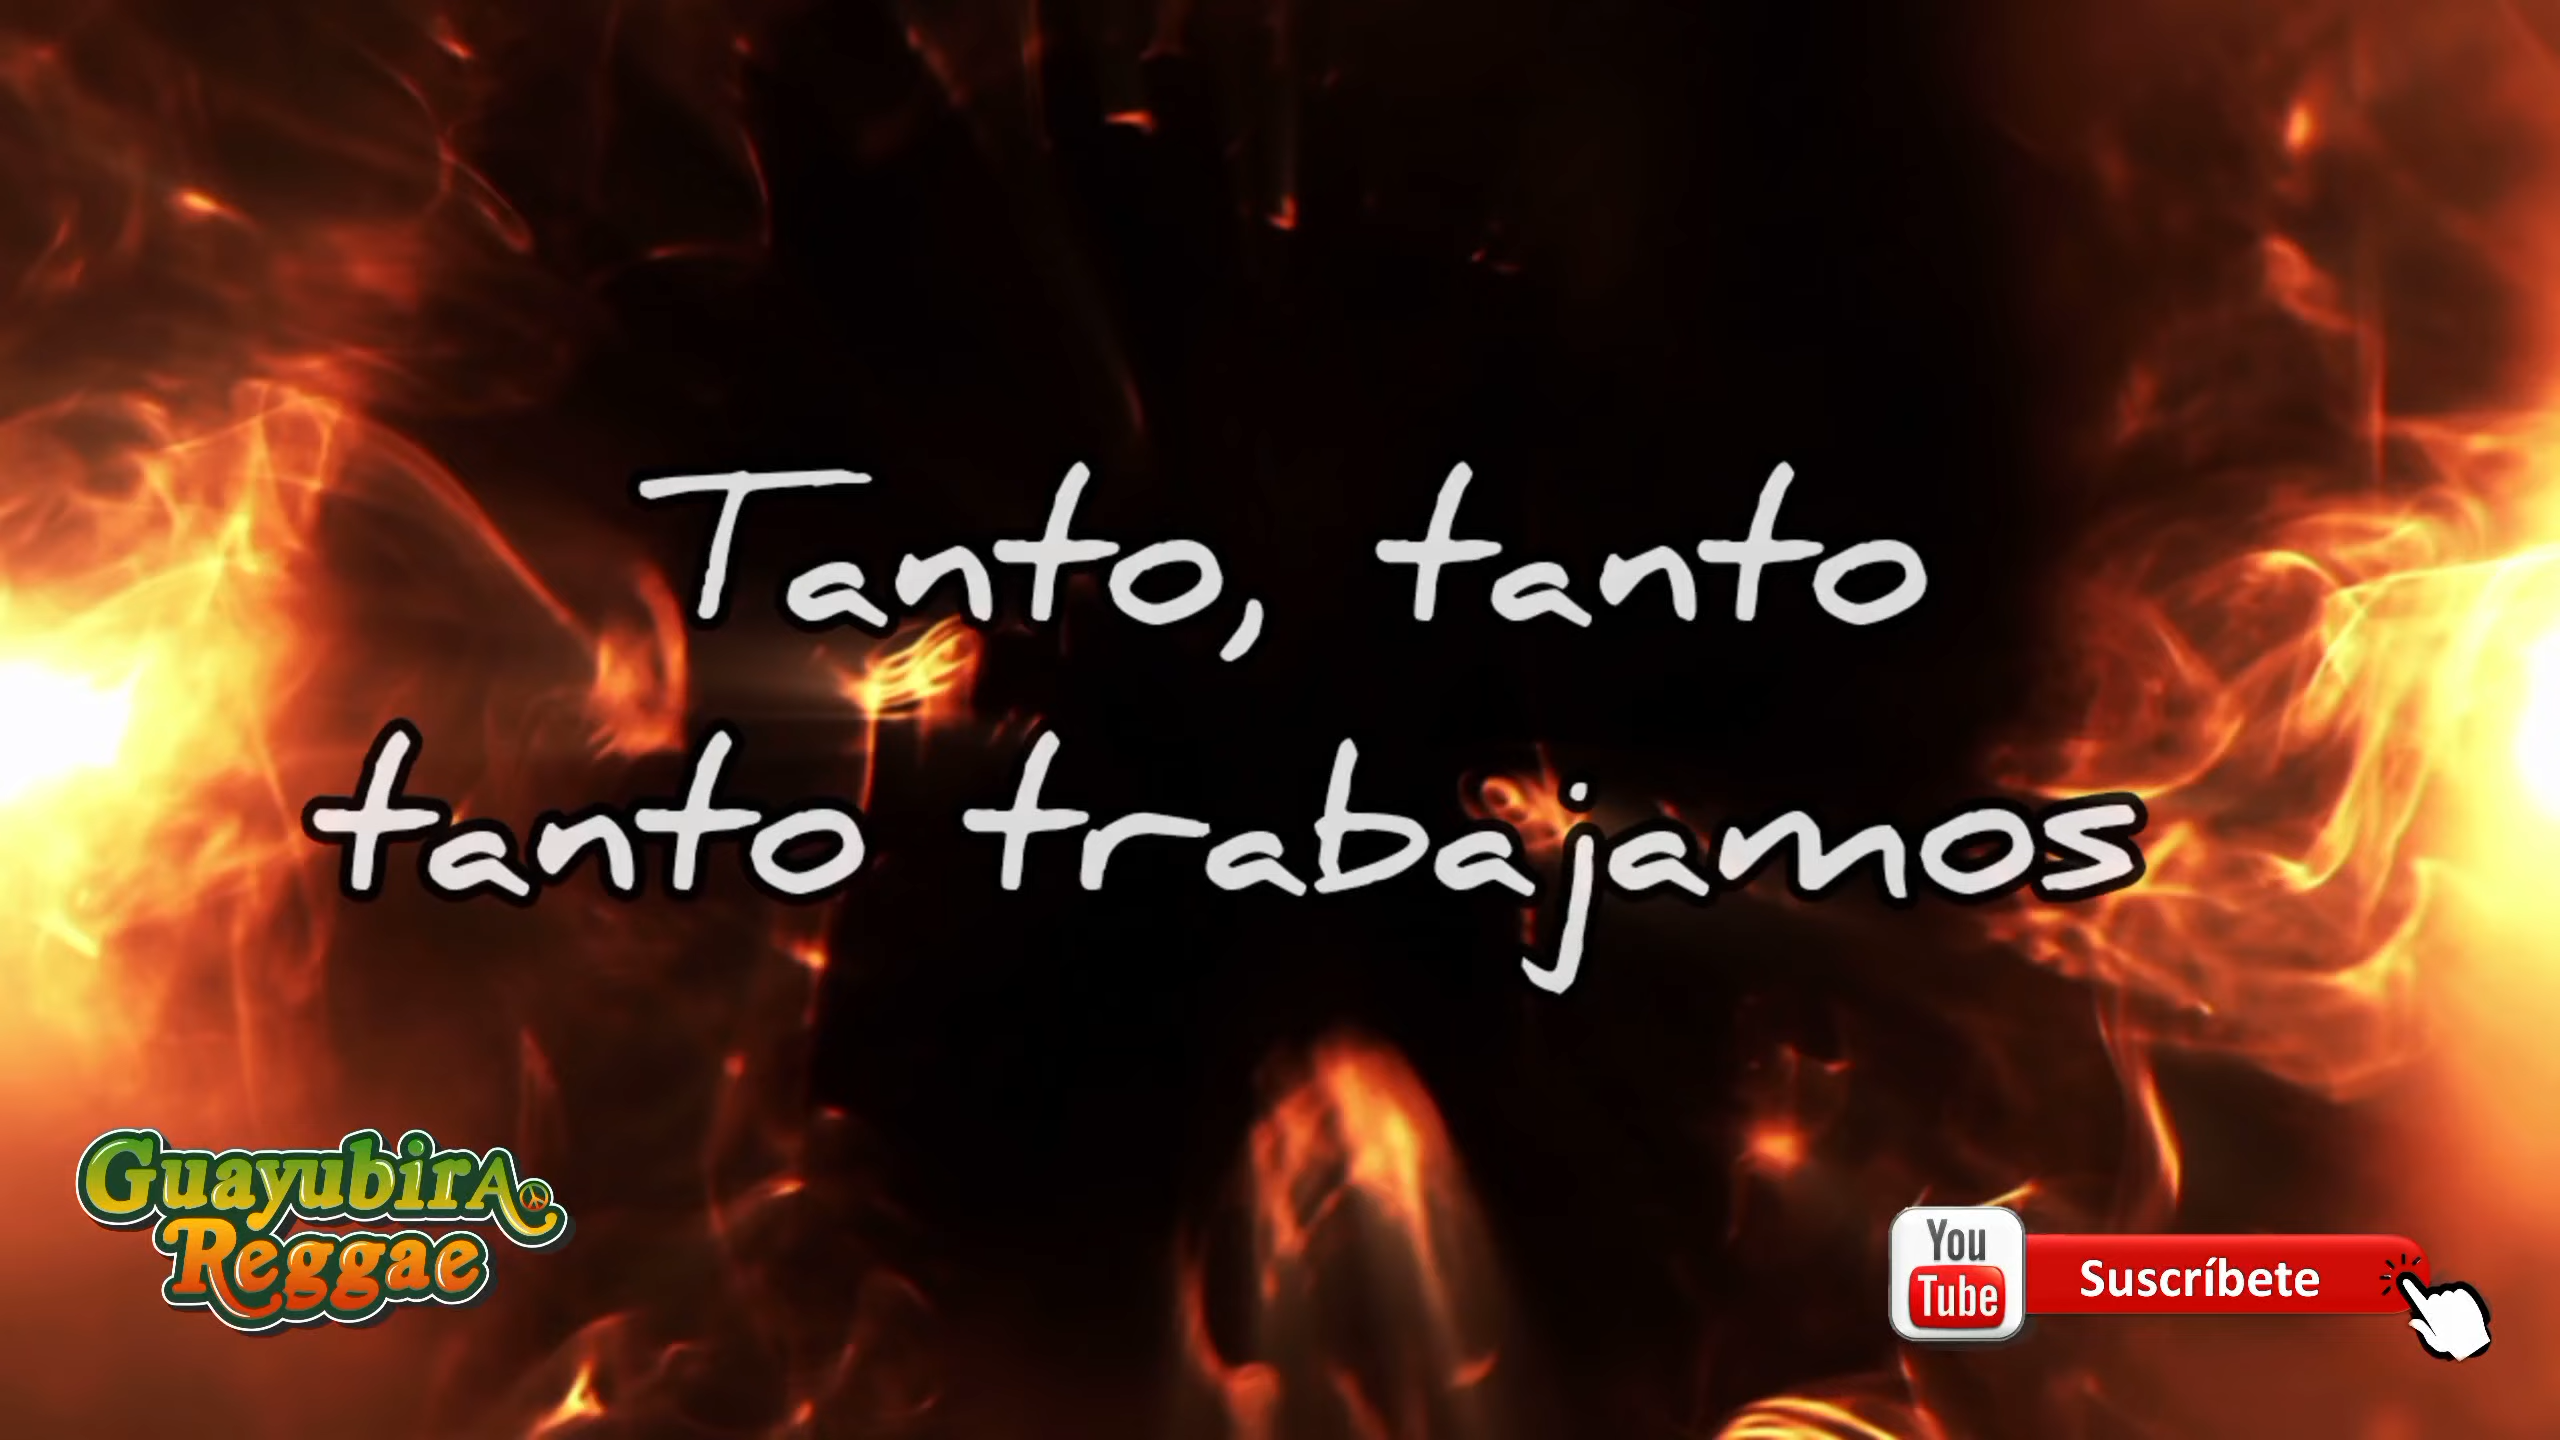 Tanto, tanto
tanto trabajamos
Guayubira
Reggae
You
Tube
Suscríbete